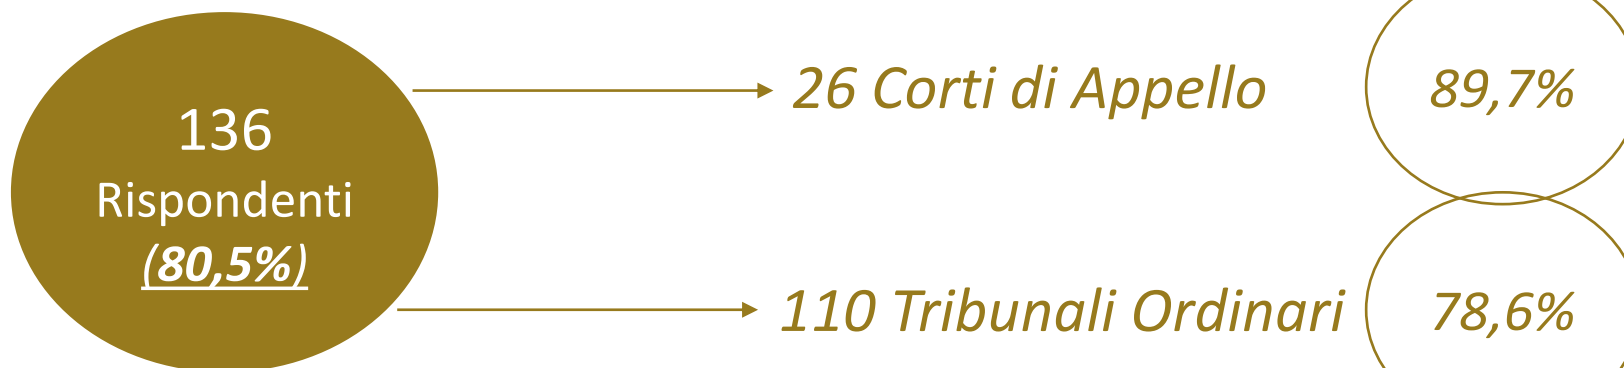 136
Rispondenti
(80,5%)
26 Corti di Appello
89,7%
110 Tribunali Ordinari
78,6%